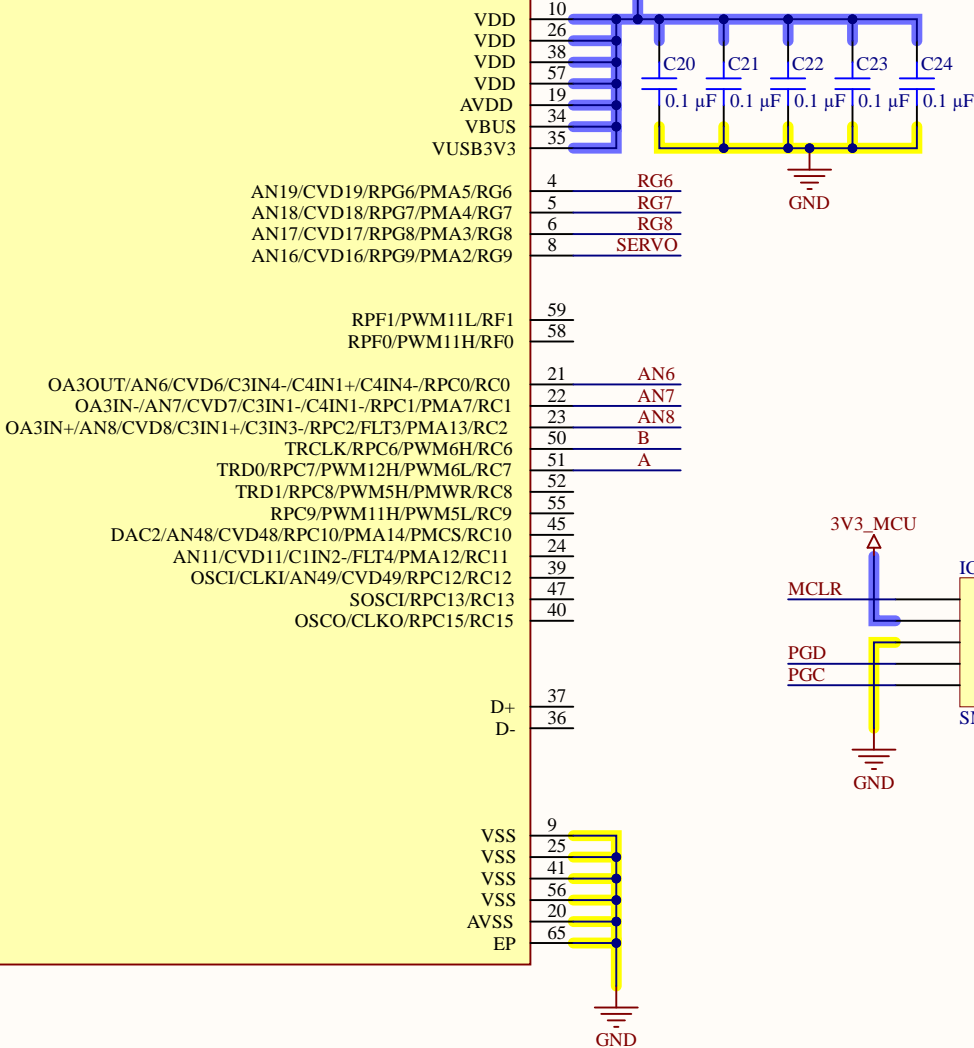 VDD 10
VDD 26
VDD 38
VDD 57
AVDD 19
VBUS 34
VUSB3V3 35
C20 C21 C22 C23 C24
0.1 µF 0.1 µF 0.1 µF 0.1 µF 0.1 µF
GND
AN19/CVD19/RPG6/PMA5/RG6 4 RG6
AN18/CVD18/RPG7/PMA4/RG7 5 RG7
AN17/CVD17/RPG8/PMA3/RG8 6 RG8
AN16/CVD16/RPG9/PMA2/RG9 8 SERVO
RPF1/PWM11L/RF1 59
RPF0/PWM11H/RF0 58
OA3OUT/AN6/CVD6/C3IN4-/C4IN1+/C4IN4-/RPC0/RC0 21 AN6
OA3IN-/AN7/CVD7/C3IN1-/C4IN1-/RPC1/PMA7/RC1 22 AN7
OA3IN+/AN8/CVD8/C3IN1+/C3IN3-/RPC2/FLT3/PMA13/RC2 23 AN8
TRCLK/RPC6/PWM6H/RC6 50 B
TRD0/RPC7/PWM12H/PWM6L/RC7 51 A
TRD1/RPC8/PWM5H/PMWR/RC8 52
RPC9/PWM11H/PWM5L/RC9 55
DAC2/AN48/CVD48/RPC10/PMA14/PMCS/RC10 45
AN11/CVD11/C1IN2-/FLT4/PMA12/RC11 24
OSCI/CLKI/AN49/CVD49/RPC12/RC12 39
SOSCI/RPC13/RC13 47
OSCO/CLKO/RPC15/RC15 40
3V3_MCU
MCLR
PGD
PGC
GND
D+ 37
D- 36
VSS 9
VSS 25
VSS 41
VSS 56
AVSS 20
EP 65
GND